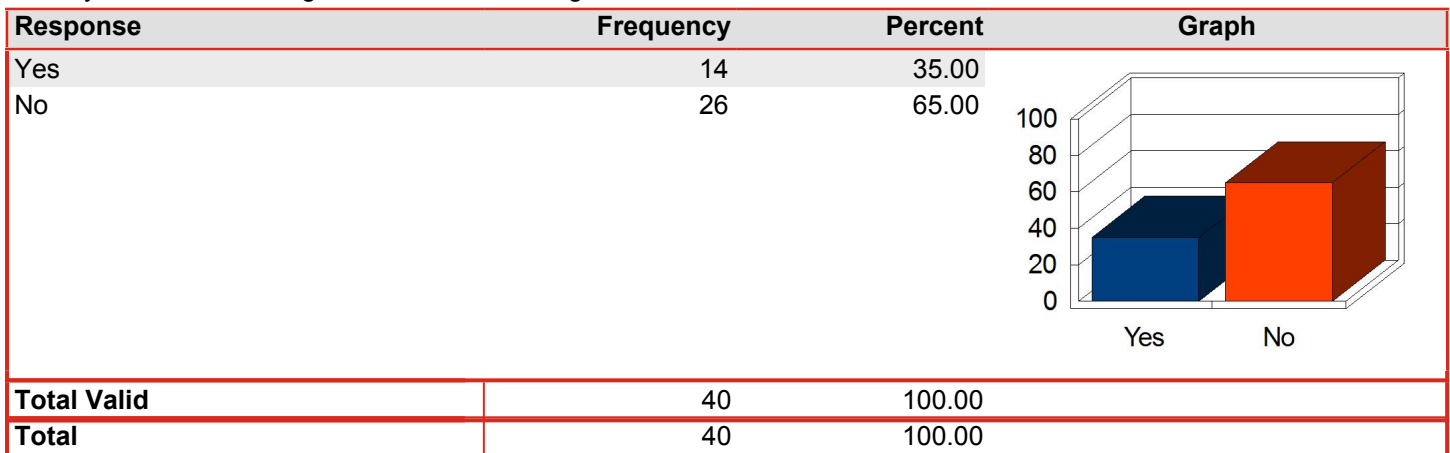 Response Frequency Percent Graph
Yes 14 35.00
No 26 65.00
100
80
60
40
20
0
Yes No
Total Valid 40 100.00
Total 40 100.00